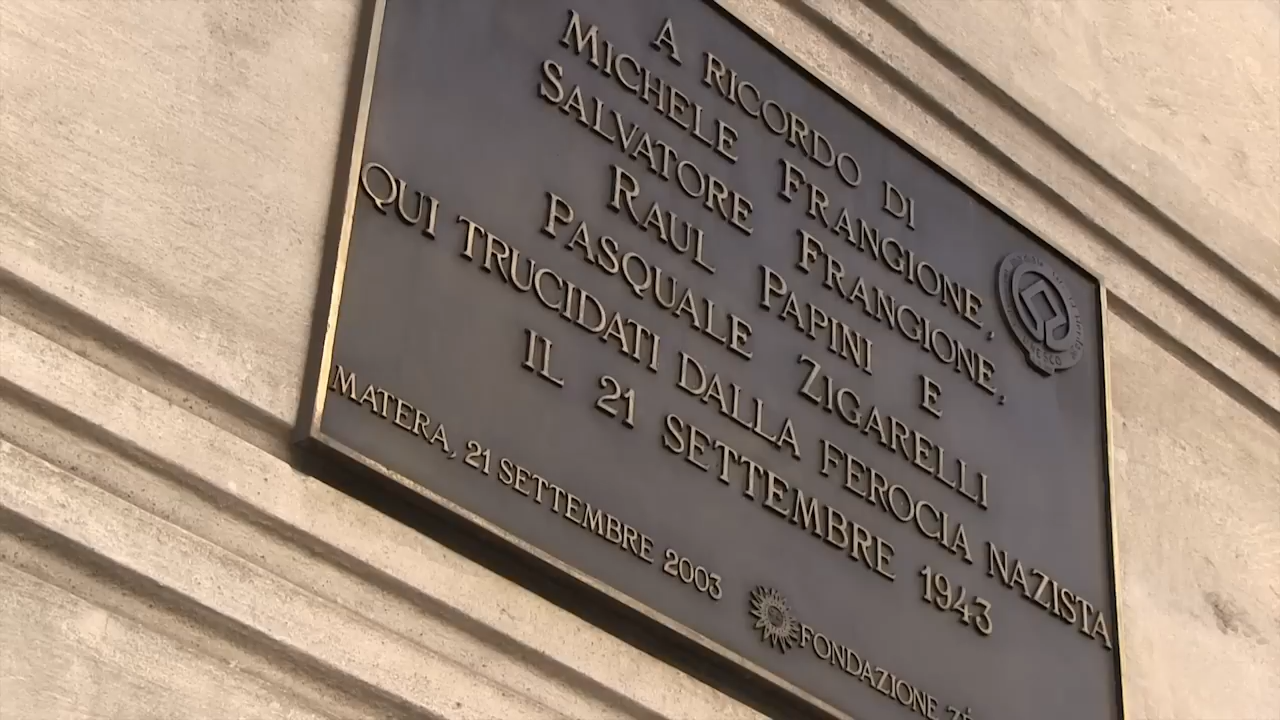 A RICORDO DI
MICHELE FRANGIONE,
SALVATORE FRANGIONE,
RAUL PAPINI E
PASQUALE ZIGARELLI
QUI TRUCIDATI DALLA FEROCIA NAZISTA
IL 21 SETTEMBRE 1943
MATERA, 21 SETTEMBRE 2003
FONDAZIONE